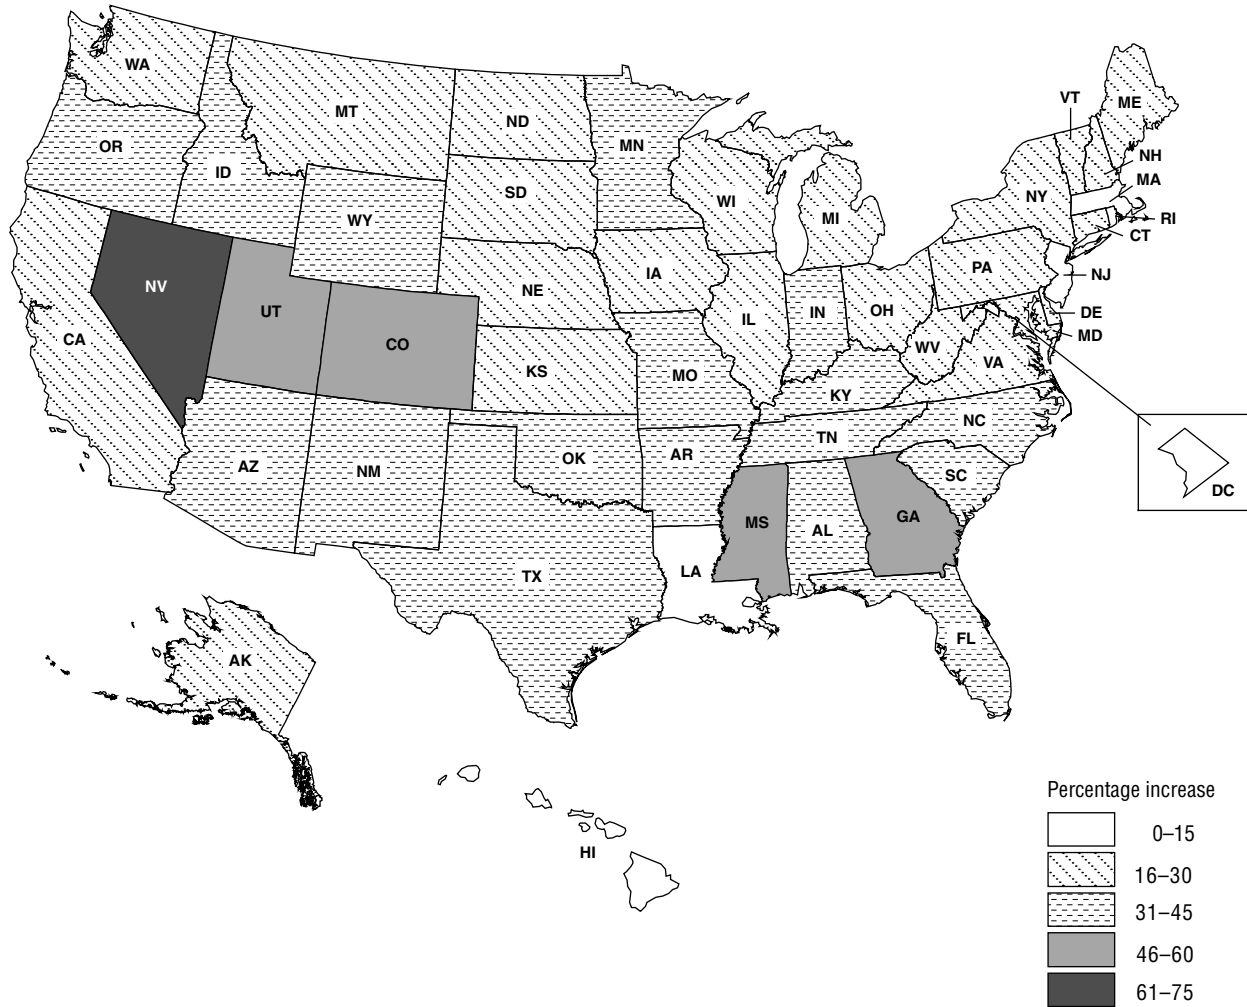 WA
MT
ND
MN
VT
ME
OR
ID
SD
WI
MI
NY
NH
MA
RI
CT
WY
IA
PA
NJ
NV
UT
NE
IL
IN
OH
DE
MD
CA
CO
KS
MO
WV
VA
KY
NC
TN
AZ
NM
OK
AR
SC
DC
MS
AL
GA
TX
LA
FL
AK
HI
Percentage increase
0–15
16–30
31–45
46–60
61–75